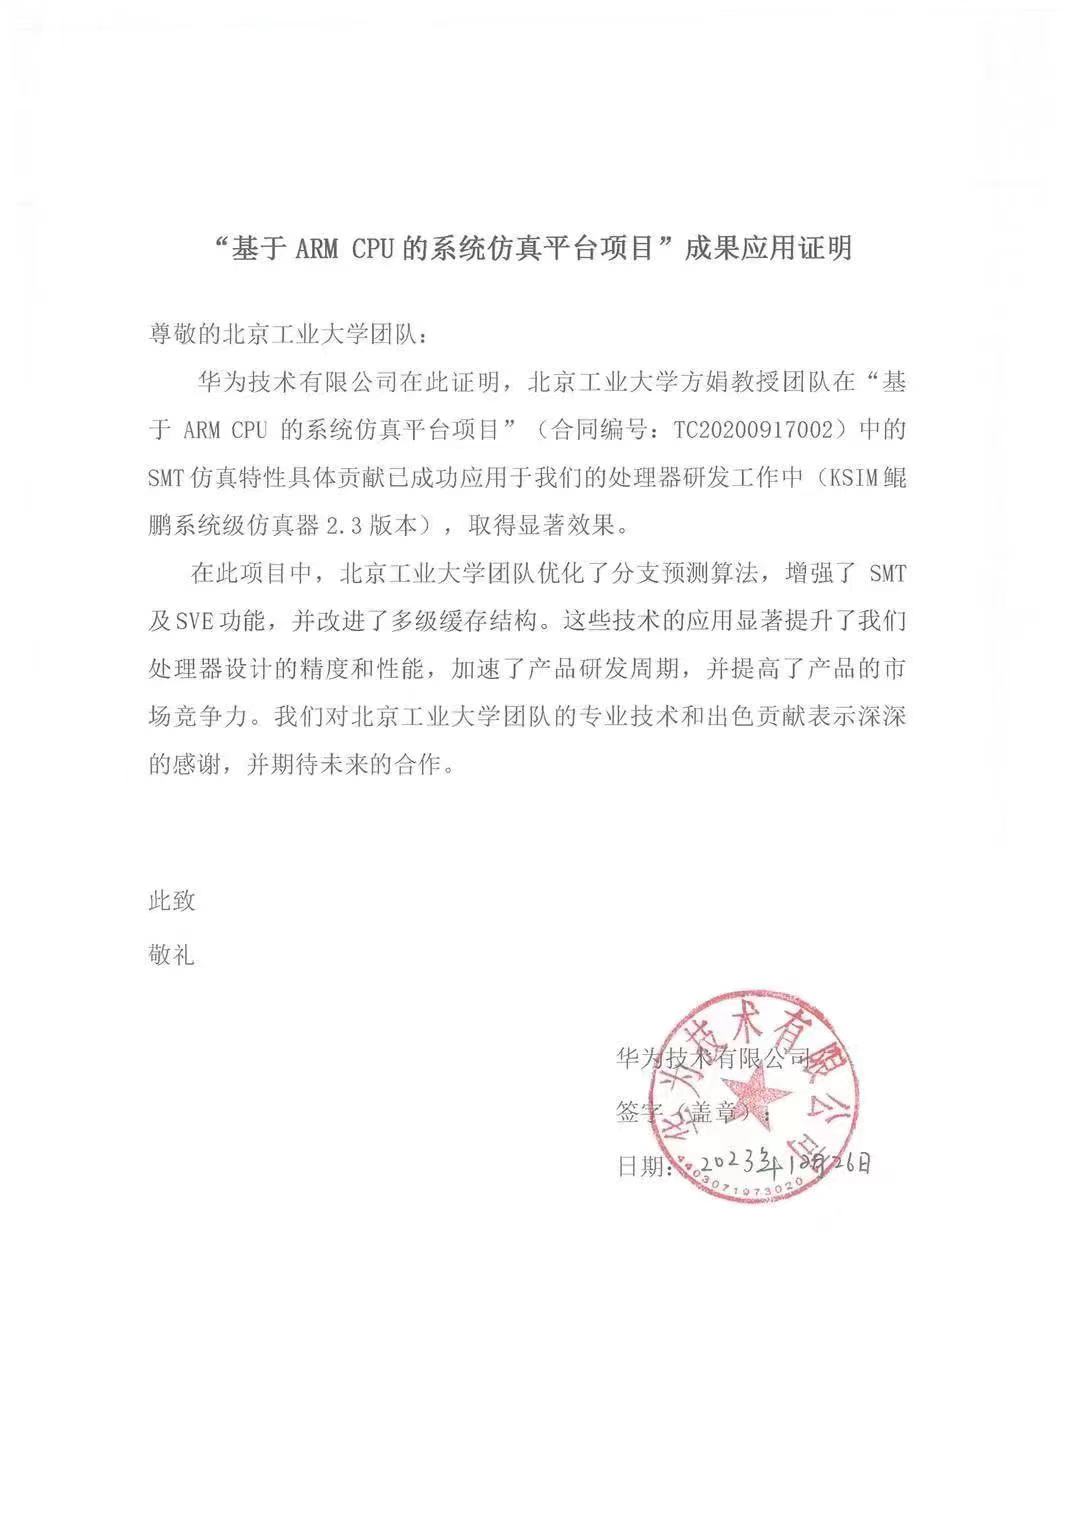 “基于 ARM CPU 的系统仿真平台项目”成果应用证明
尊敬的北京工业大学团队：
华为技术有限公司在此证明，北京工业大学方娟教授团队在“基
于 ARM CPU 的系统仿真平台项目”（合同编号：TC20200917002）中的
SMT 仿真特性具体贡献已成功应用于我们的处理器研发工作中（KSIM 鲲
鹏系统级仿真器 2.3 版本），取得显著效果。
在此项目中，北京工业大学团队优化了分支预测算法，增强了 SMT
及 SVE 功能，并改进了多级缓存结构。这些技术的应用显著提升了我们
处理器设计的精度和性能，加速了产品研发周期，并提高了产品的市
场竞争力。我们对北京工业大学团队的专业技术和出色贡献表示深深
的感谢，并期待未来的合作。
此致
敬礼
华为技术有限公司
签字（盖章）：
日期：2023年12月26日
华为技术有限公司
4403071973020